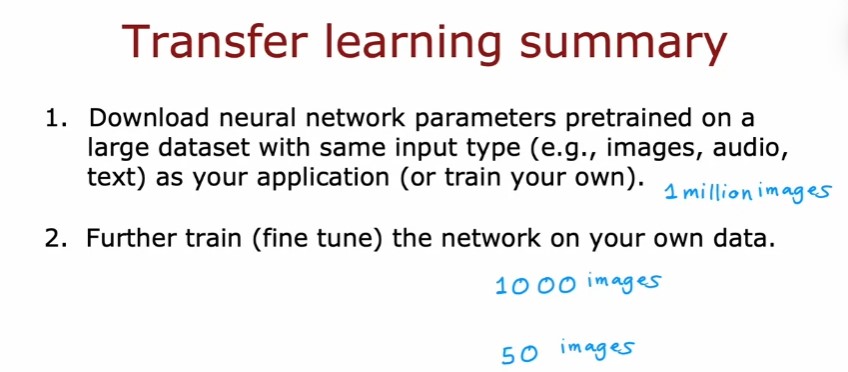 Transfer learning summary
1. Download neural network parameters pretrained on a
large dataset with same input type (e.g., images, audio,
text) as your application (or train your own).
1 million images
2. Further train (fine tune) the network on your own data.
1000 images
50 images